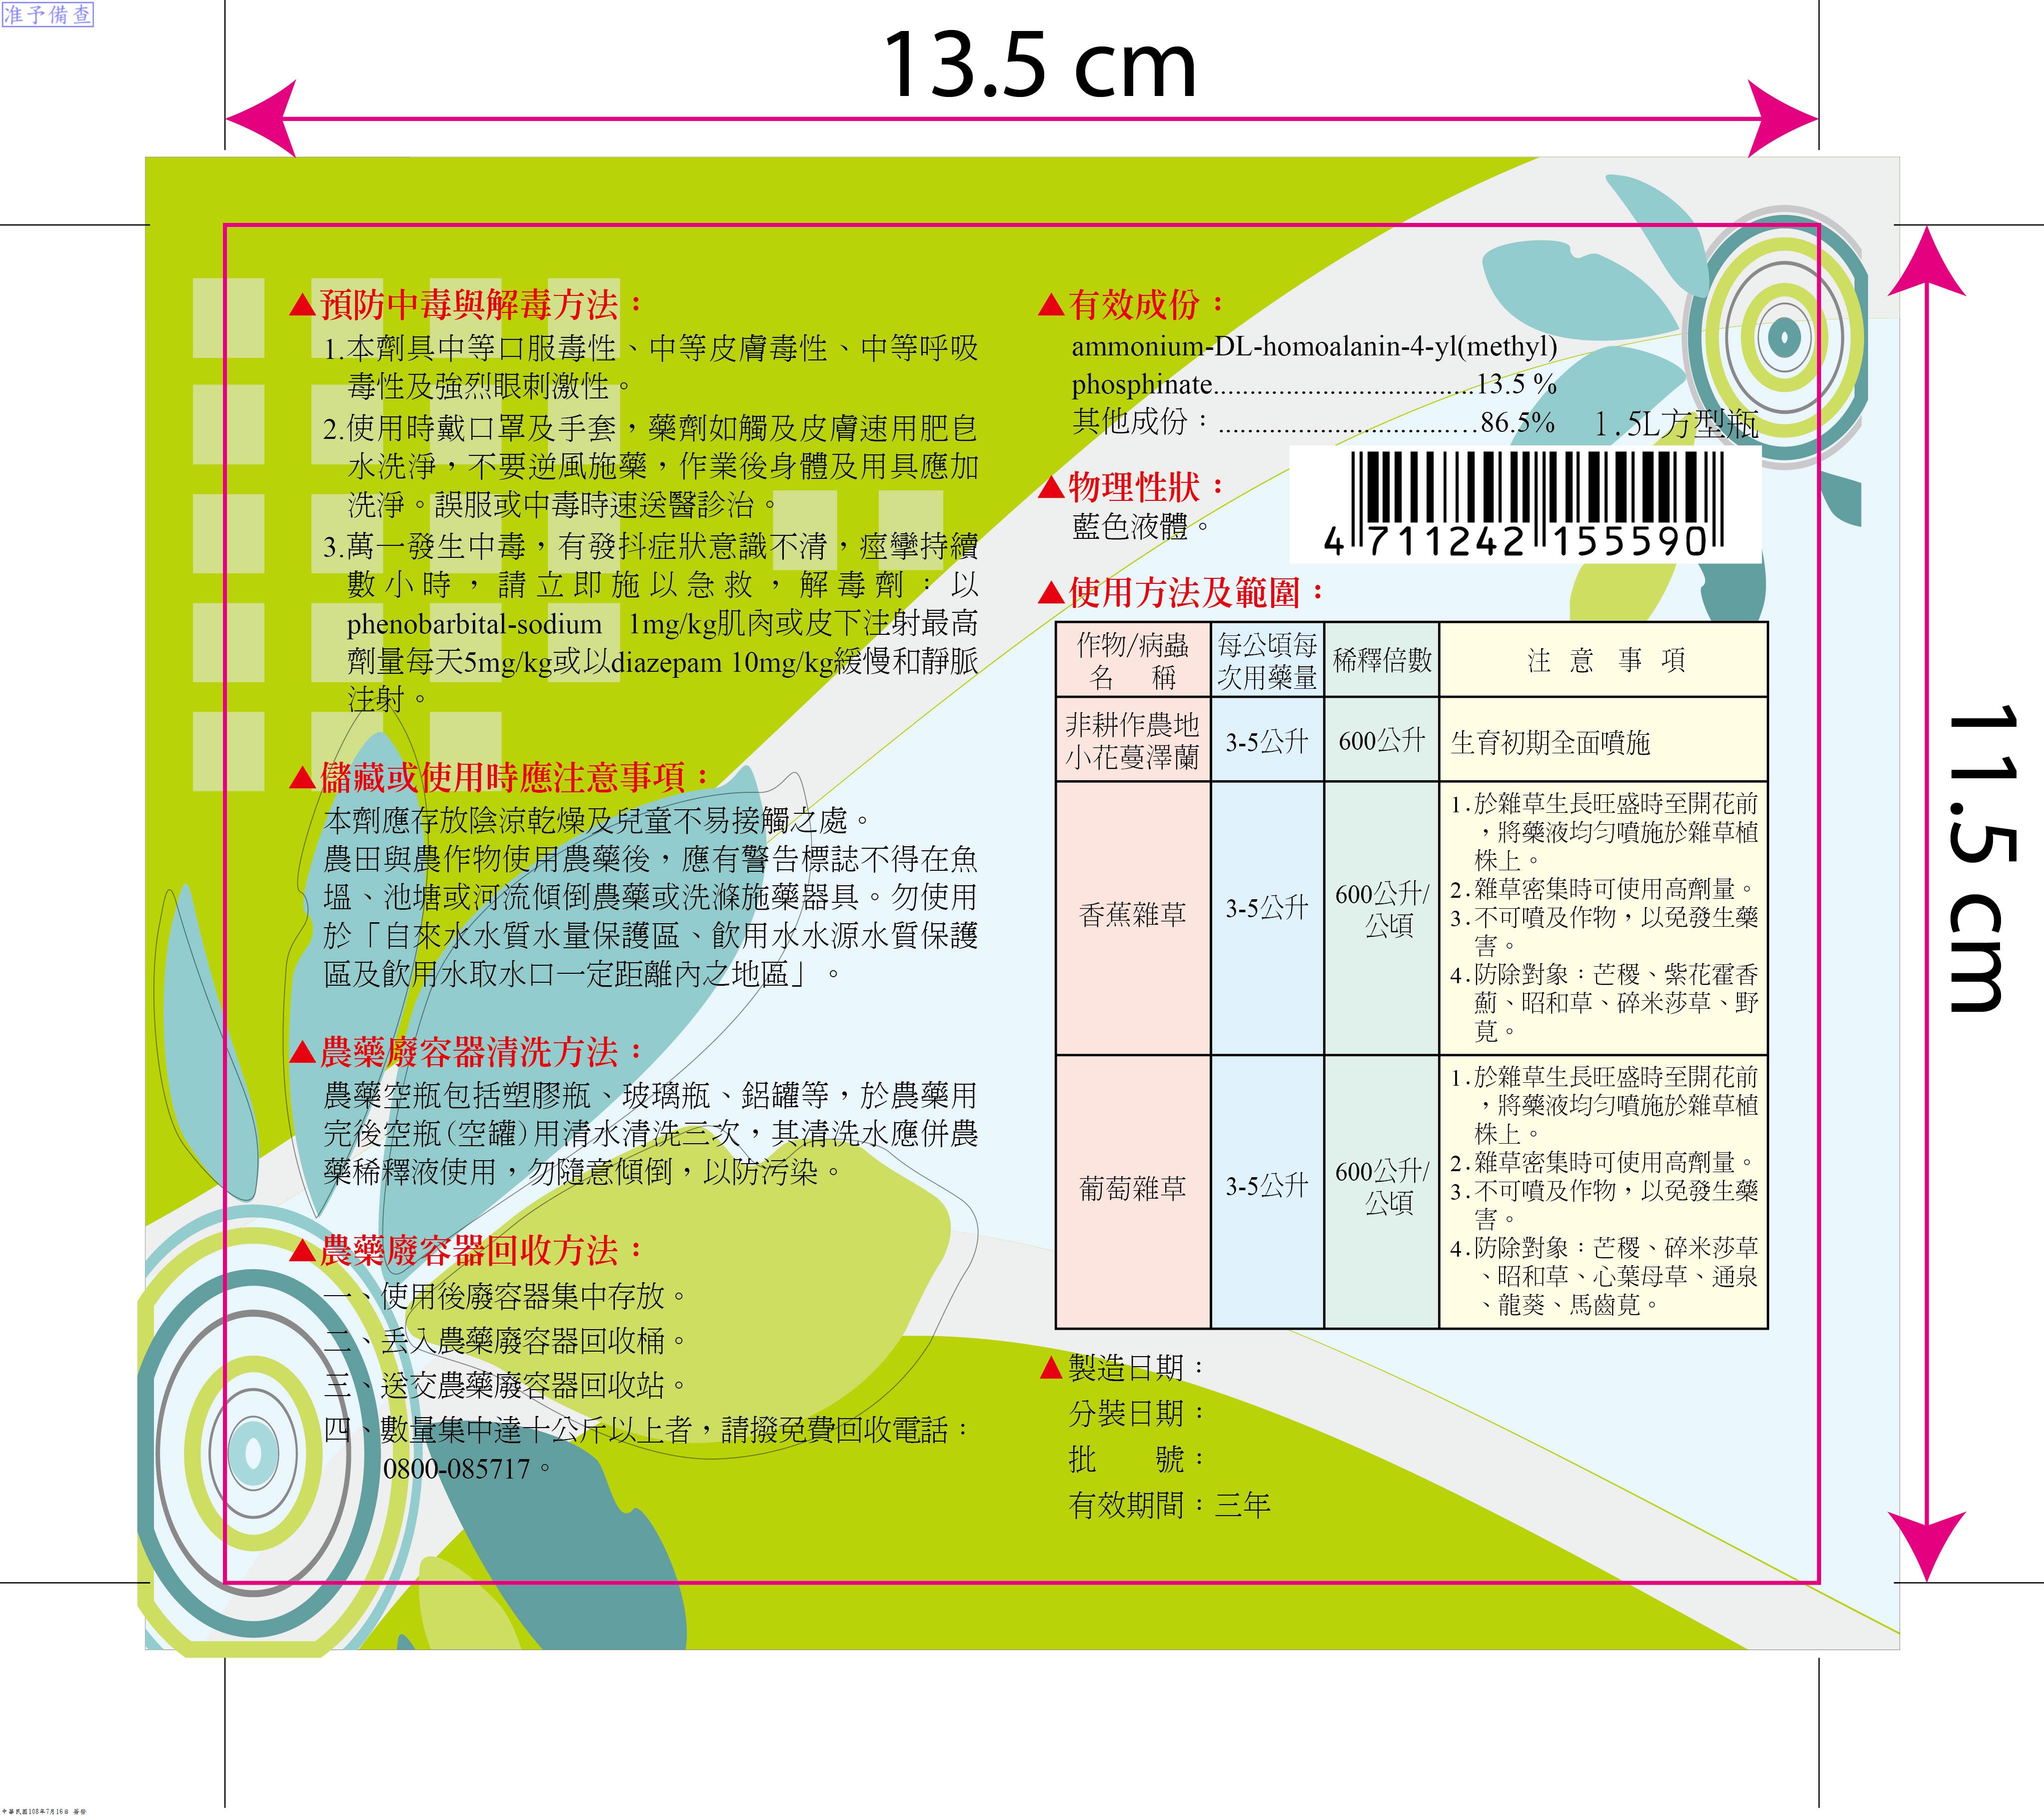 准予備查
13.5 cm
11.5 cm
▲預防中毒與解毒方法：
1.本劑具中等口服毒性、中等皮膚毒性、中等呼吸
毒性及強烈眼刺激性。
2.使用時戴口罩及手套，藥劑如觸及皮膚速用肥皂
水洗淨，不要逆風施藥，作業後身體及用具應加
洗淨。誤服或中毒時速送醫診治。
3.萬一發生中毒，有發抖症狀意識不清，痙攣持續
數小時，請立即施以急救，解毒劑：以
phenobarbital-sodium 1mg/kg肌肉或皮下注射最高
劑量每天5mg/kg或以diazepam 10mg/kg緩慢和靜脈
注射。
▲儲藏或使用時應注意事項：
本劑應存放陰涼乾燥及兒童不易接觸之處。
農田與農作物使用農藥後，應有警告標誌不得在魚
塭、池塘或河流傾倒農藥或洗滌施藥器具。勿使用
於「自來水水質水量保護區、飲用水水源水質保護
區及飲用水取水口一定距離內之地區」。
▲農藥廢容器清洗方法：
農藥空瓶包括塑膠瓶、玻璃瓶、鋁罐等，於農藥用
完後空瓶(空罐)用清水清洗三次，其清洗水應併農
藥稀釋液使用，勿隨意傾倒，以防污染。
▲農藥廢容器回收方法：
一、使用後廢容器集中存放。
二、丟入農藥廢容器回收桶。
三、送交農藥廢容器回收站。
四、數量集中達十公斤以上者，請撥免費回收電話：
0800-085717。
▲有效成份：
ammonium-DL-homoalanin-4-yl(methyl)
phosphinate....................................13.5 %
其他成份：....................................86.5%
1.5L方型瓶
▲物理性狀：
藍色液體。
4 711242 155590
▲使用方法及範圍：
作物/病蟲
名 稱
每公頃每
次用藥量
稀釋倍數
注 意 事 項
非耕作農地
小花蔓澤蘭
3-5公升
600公升
生育初期全面噴施
香蕉雜草
3-5公升
600公升/
公頃
1.於雜草生長旺盛時至開花前
，將藥液均勻噴施於雜草植
株上。
2.雜草密集時可使用高劑量。
3.不可噴及作物，以免發生藥
害。
4.防除對象：芒稷、紫花霍香
薊、昭和草、碎米莎草、野
莧。
葡萄雜草
3-5公升
600公升/
公頃
1.於雜草生長旺盛時至開花前
，將藥液均勻噴施於雜草植
株上。
2.雜草密集時可使用高劑量。
3.不可噴及作物，以免發生藥
害。
4.防除對象：芒稷、碎米莎草
、昭和草、心葉母草、通泉
、龍葵、馬齒莧。
▲製造日期：
分裝日期：
批 號：
有效期間：三年
中華民國108年7月16日 簽發